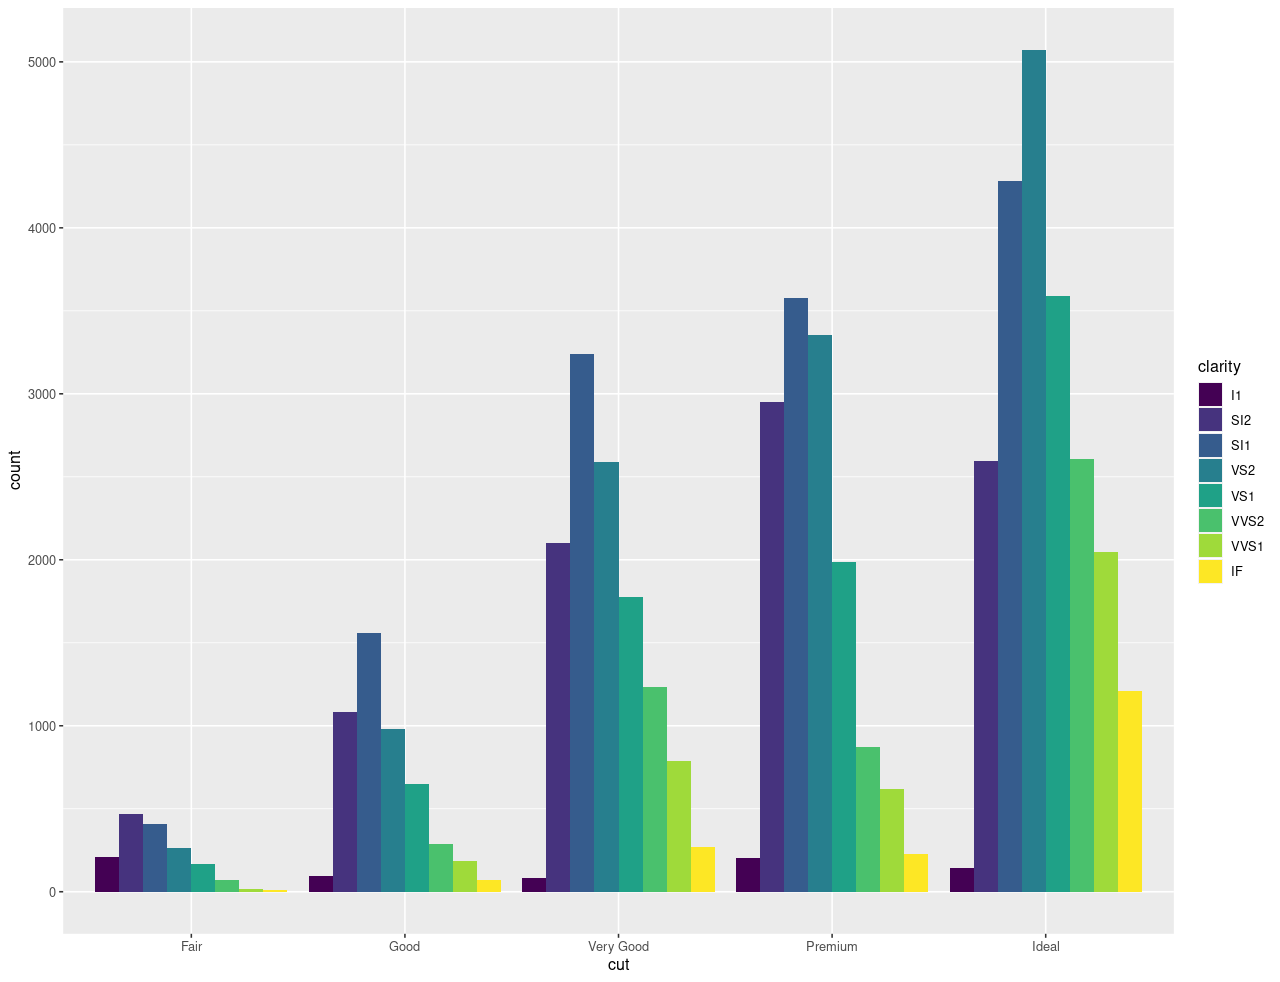 5000
4000
3000
2000
1000
0
count
Fair
Good
Very Good
Premium
Ideal
cut
clarity
I1
SI2
SI1
VS2
VS1
VVS2
VVS1
IF